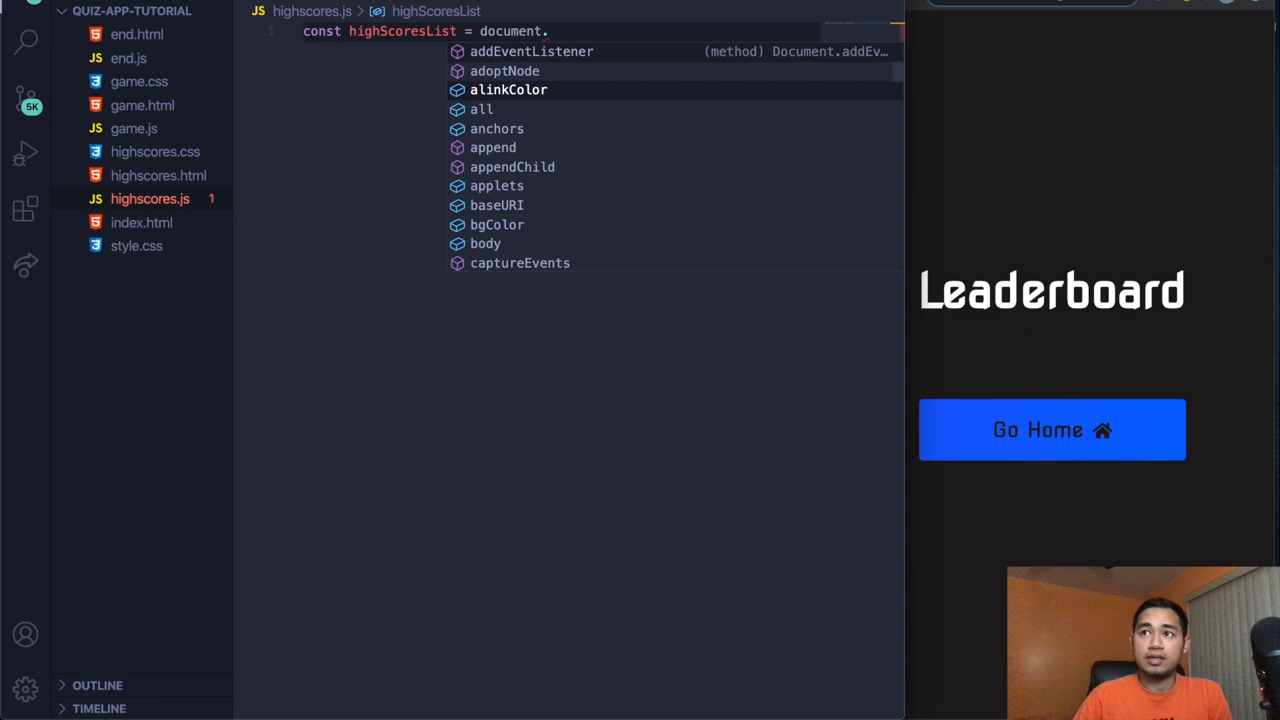 QUIZ-APP-TUTORIAL
end.html
end.js
game.css
game.html
game.js
highscores.css
highscores.html
highscores.js 1
index.html
style.css
5K
OUTLINE
TIMELINE
JS highscores.js > highScoresList
1 const highScoresList = document.
addEventListener (method) Document.addEv…
adoptNode
alinkColor
all
anchors
append
appendChild
applets
baseURI
bgColor
body
captureEvents
Leaderboard
Go Home